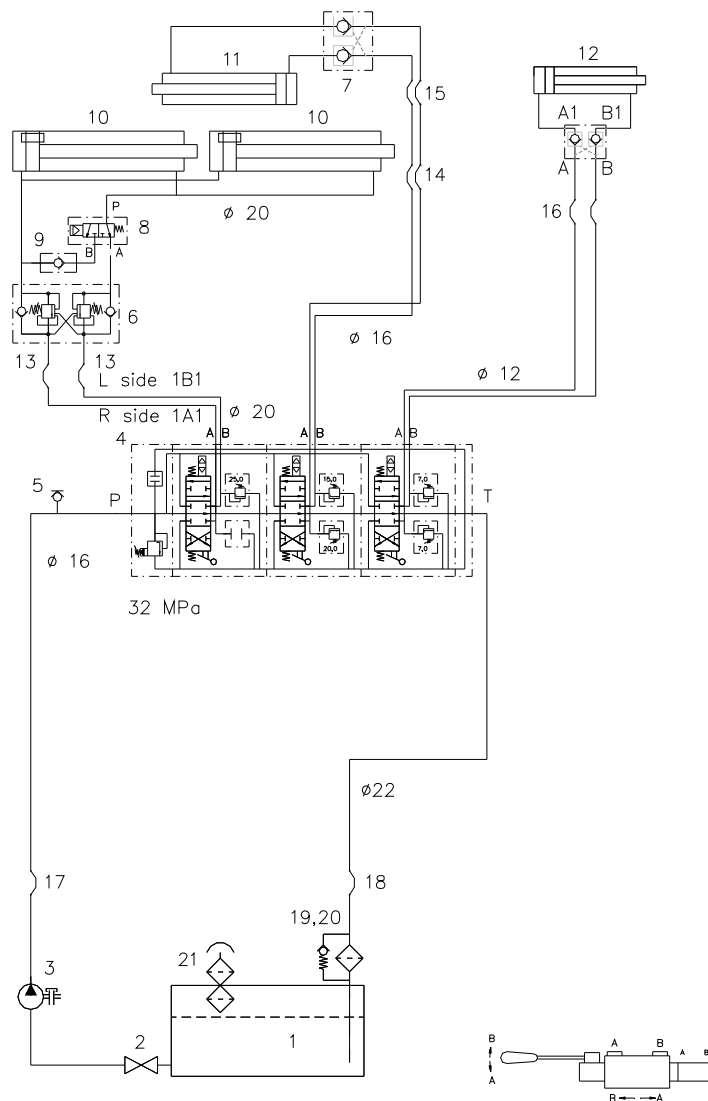 11
7
12
A1 B1
10
10
15
14
A B
16
P
ø 20
8
9
B A
6
ø 16
13 13
L side 1B1
R side 1A1
ø 20
ø 12
4
A B A B A B
5
P
25,0 15,0 7,0
T
20,0 7,0
ø 16
32 MPa
ø22
17
18
19,20
21
3
2
1
B
A
A B A B
B A